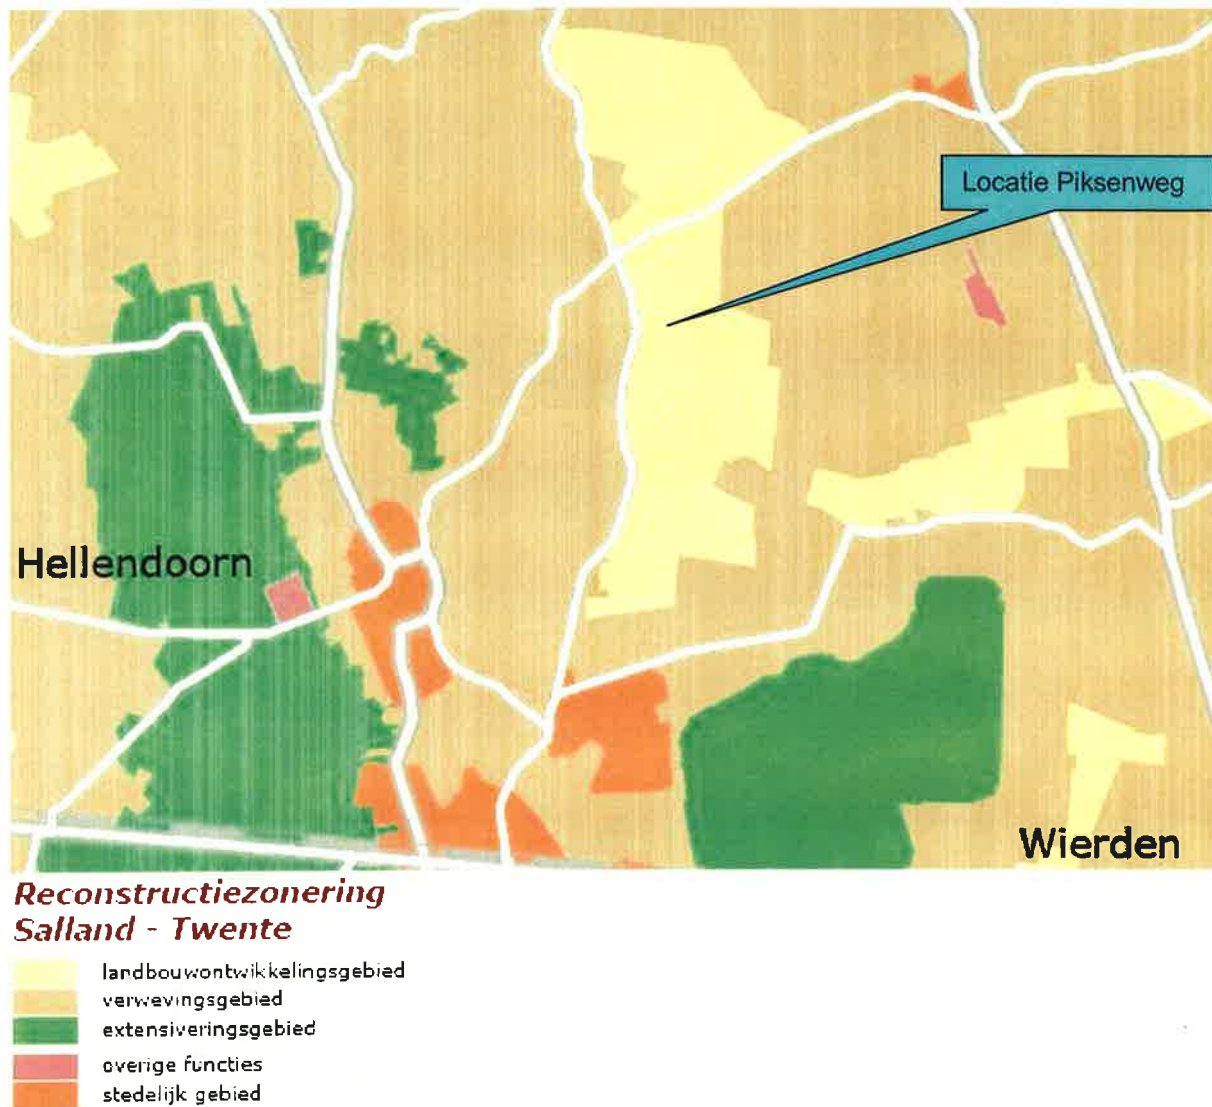 Locatie Piksenweg
Hellendoorn
Wierden
Reconstructiezonering
Salland - Twente
landbouwontwikkelingsgebied
verwevingsgebied
extensiveringsgebied
overige functies
stedelijk gebied